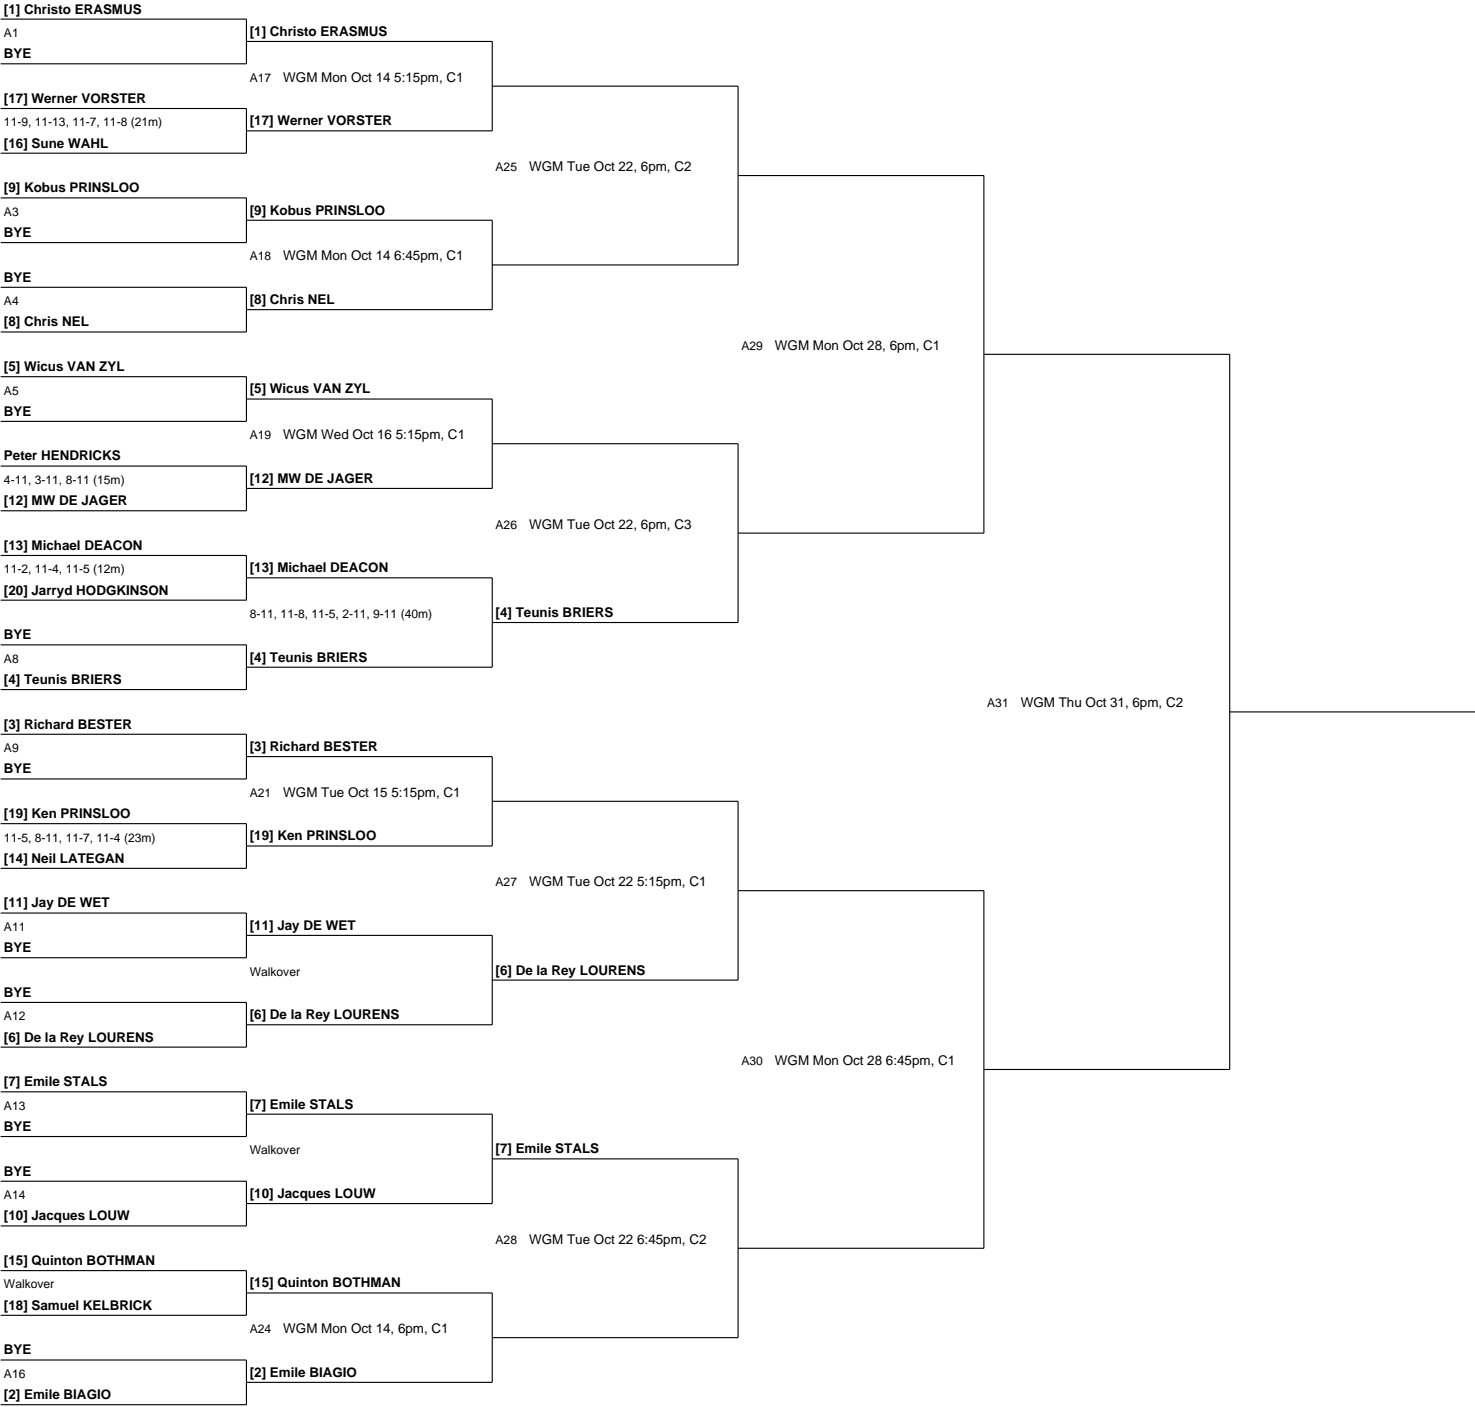 [1] Christo ERASMUS
A1
BYE
[1] Christo ERASMUS
A17 WGM Mon Oct 14 5:15pm, C1
[17] Werner VORSTER
11-9, 11-13, 11-7, 11-8 (21m)
[16] Sune WAHL
[17] Werner VORSTER
A25 WGM Tue Oct 22, 6pm, C2
[9] Kobus PRINSLOO
A3
BYE
[9] Kobus PRINSLOO
A18 WGM Mon Oct 14 6:45pm, C1
BYE
A4
[8] Chris NEL
[8] Chris NEL
A29 WGM Mon Oct 28, 6pm, C1
[5] Wicus VAN ZYL
A5
BYE
[5] Wicus VAN ZYL
A19 WGM Wed Oct 16 5:15pm, C1
Peter HENDRICKS
4-11, 3-11, 8-11 (15m)
[12] MW DE JAGER
[12] MW DE JAGER
A26 WGM Tue Oct 22, 6pm, C3
[13] Michael DEACON
11-2, 11-4, 11-5 (12m)
[20] Jarryd HODGKINSON
[13] Michael DEACON
8-11, 11-8, 11-5, 2-11, 9-11 (40m)
[4] Teunis BRIERS
BYE
A8
[4] Teunis BRIERS
[4] Teunis BRIERS
A31 WGM Thu Oct 31, 6pm, C2
[3] Richard BESTER
A9
BYE
[3] Richard BESTER
A21 WGM Tue Oct 15 5:15pm, C1
[19] Ken PRINSLOO
11-5, 8-11, 11-7, 11-4 (23m)
[14] Neil LATEGAN
[19] Ken PRINSLOO
A27 WGM Tue Oct 22 5:15pm, C1
[11] Jay DE WET
A11
BYE
[11] Jay DE WET
Walkover
[6] De la Rey LOURENS
BYE
A12
[6] De la Rey LOURENS
[6] De la Rey LOURENS
A30 WGM Mon Oct 28 6:45pm, C1
[7] Emile STALS
A13
BYE
[7] Emile STALS
Walkover
[7] Emile STALS
BYE
A14
[10] Jacques LOUW
[10] Jacques LOUW
A28 WGM Tue Oct 22 6:45pm, C2
[15] Quinton BOTHMAN
Walkover
[18] Samuel KELBRICK
[15] Quinton BOTHMAN
A24 WGM Mon Oct 14, 6pm, C1
BYE
A16
[2] Emile BIAGIO
[2] Emile BIAGIO